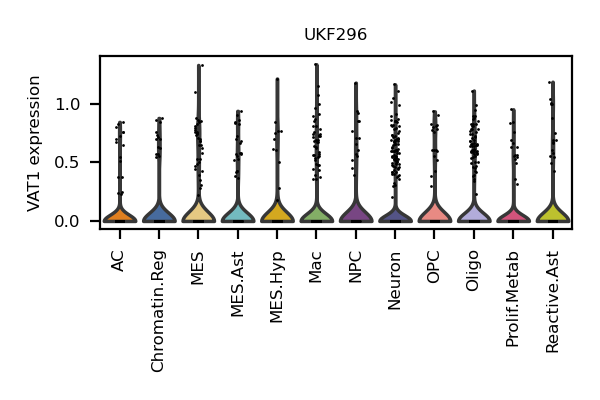 UKF296
VAT1 expression
1.0
0.5
0.0
AC
Chromatin.Reg
MES
MES.Ast
MES.Hyp
Mac
NPC
Neuron
OPC
Oligo
Prolif.Metab
Reactive.Ast